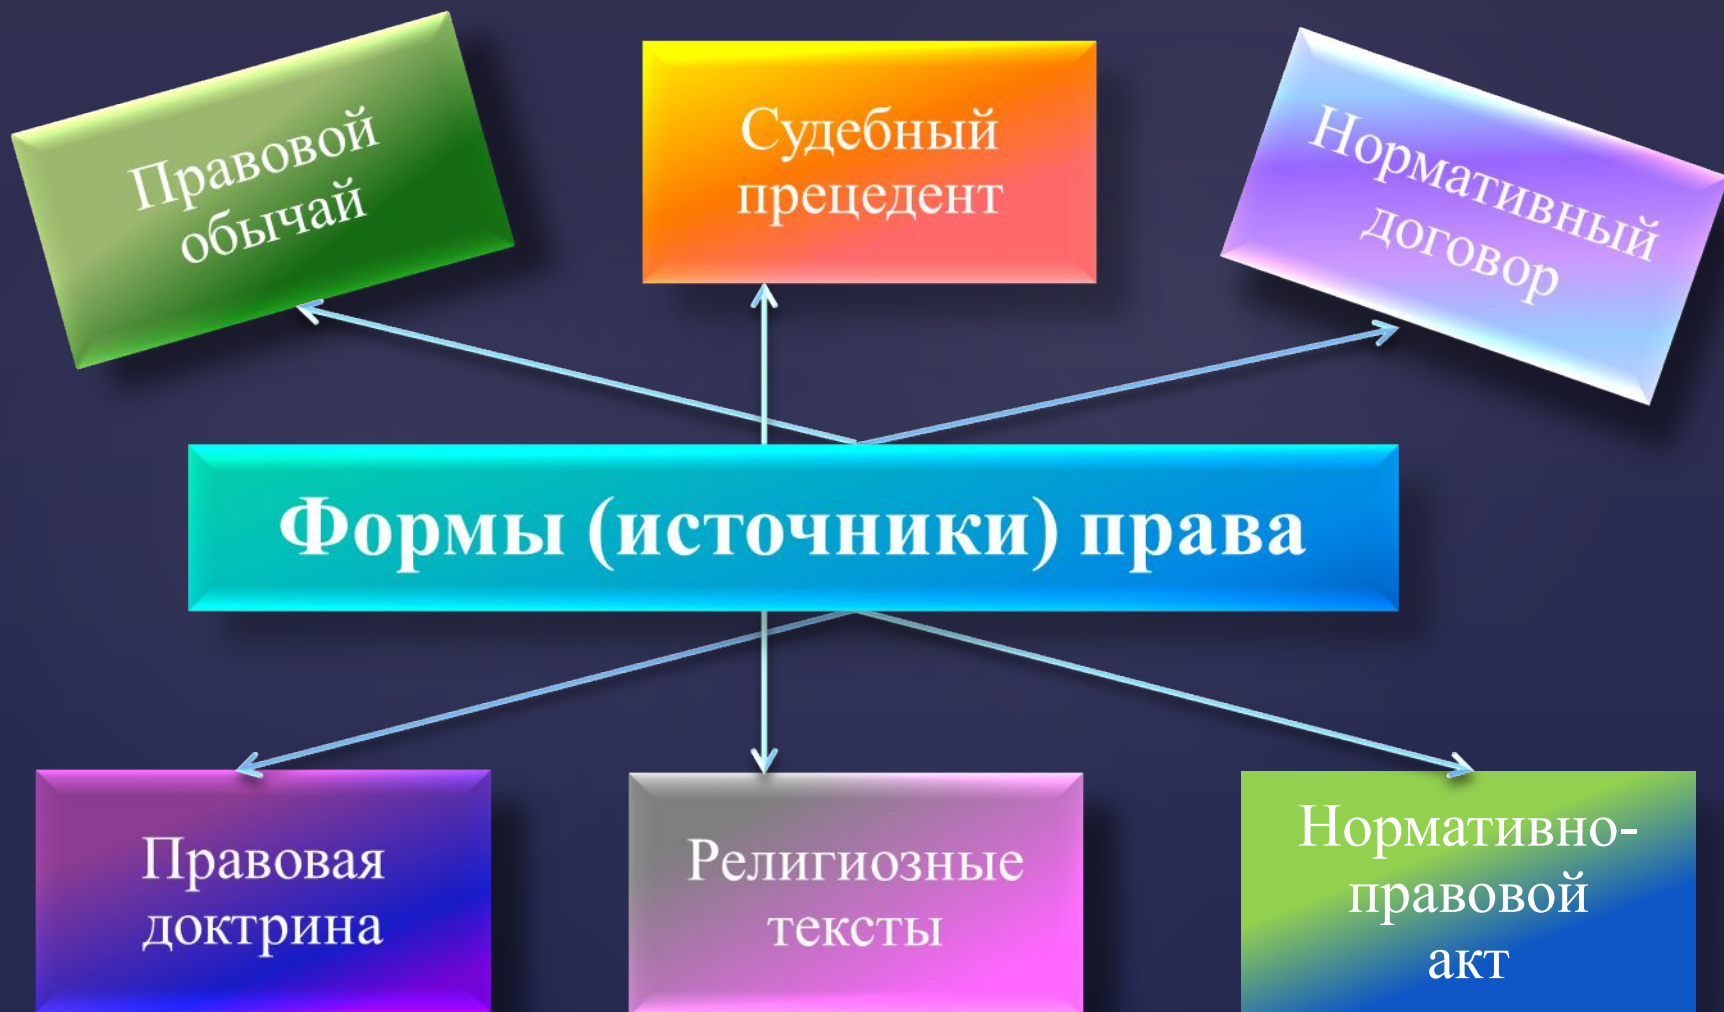 Правовой
обычай
Судебный
прецедент
Нормативный
договор
Формы (источники) права
Правовая
доктрина
Религиозные
тексты
Нормативно-
правовой
акт